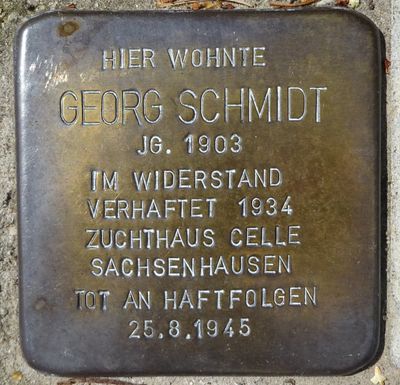 HIER WOHNTE
GEORG SCHMIDT
JG. 1903
IM WIDERSTAND
VERHAFTET 1934
ZUCHTHAUS CELLE
SACHSENHAUSEN
TOT AN HAFTFOLGEN
25.8.1945